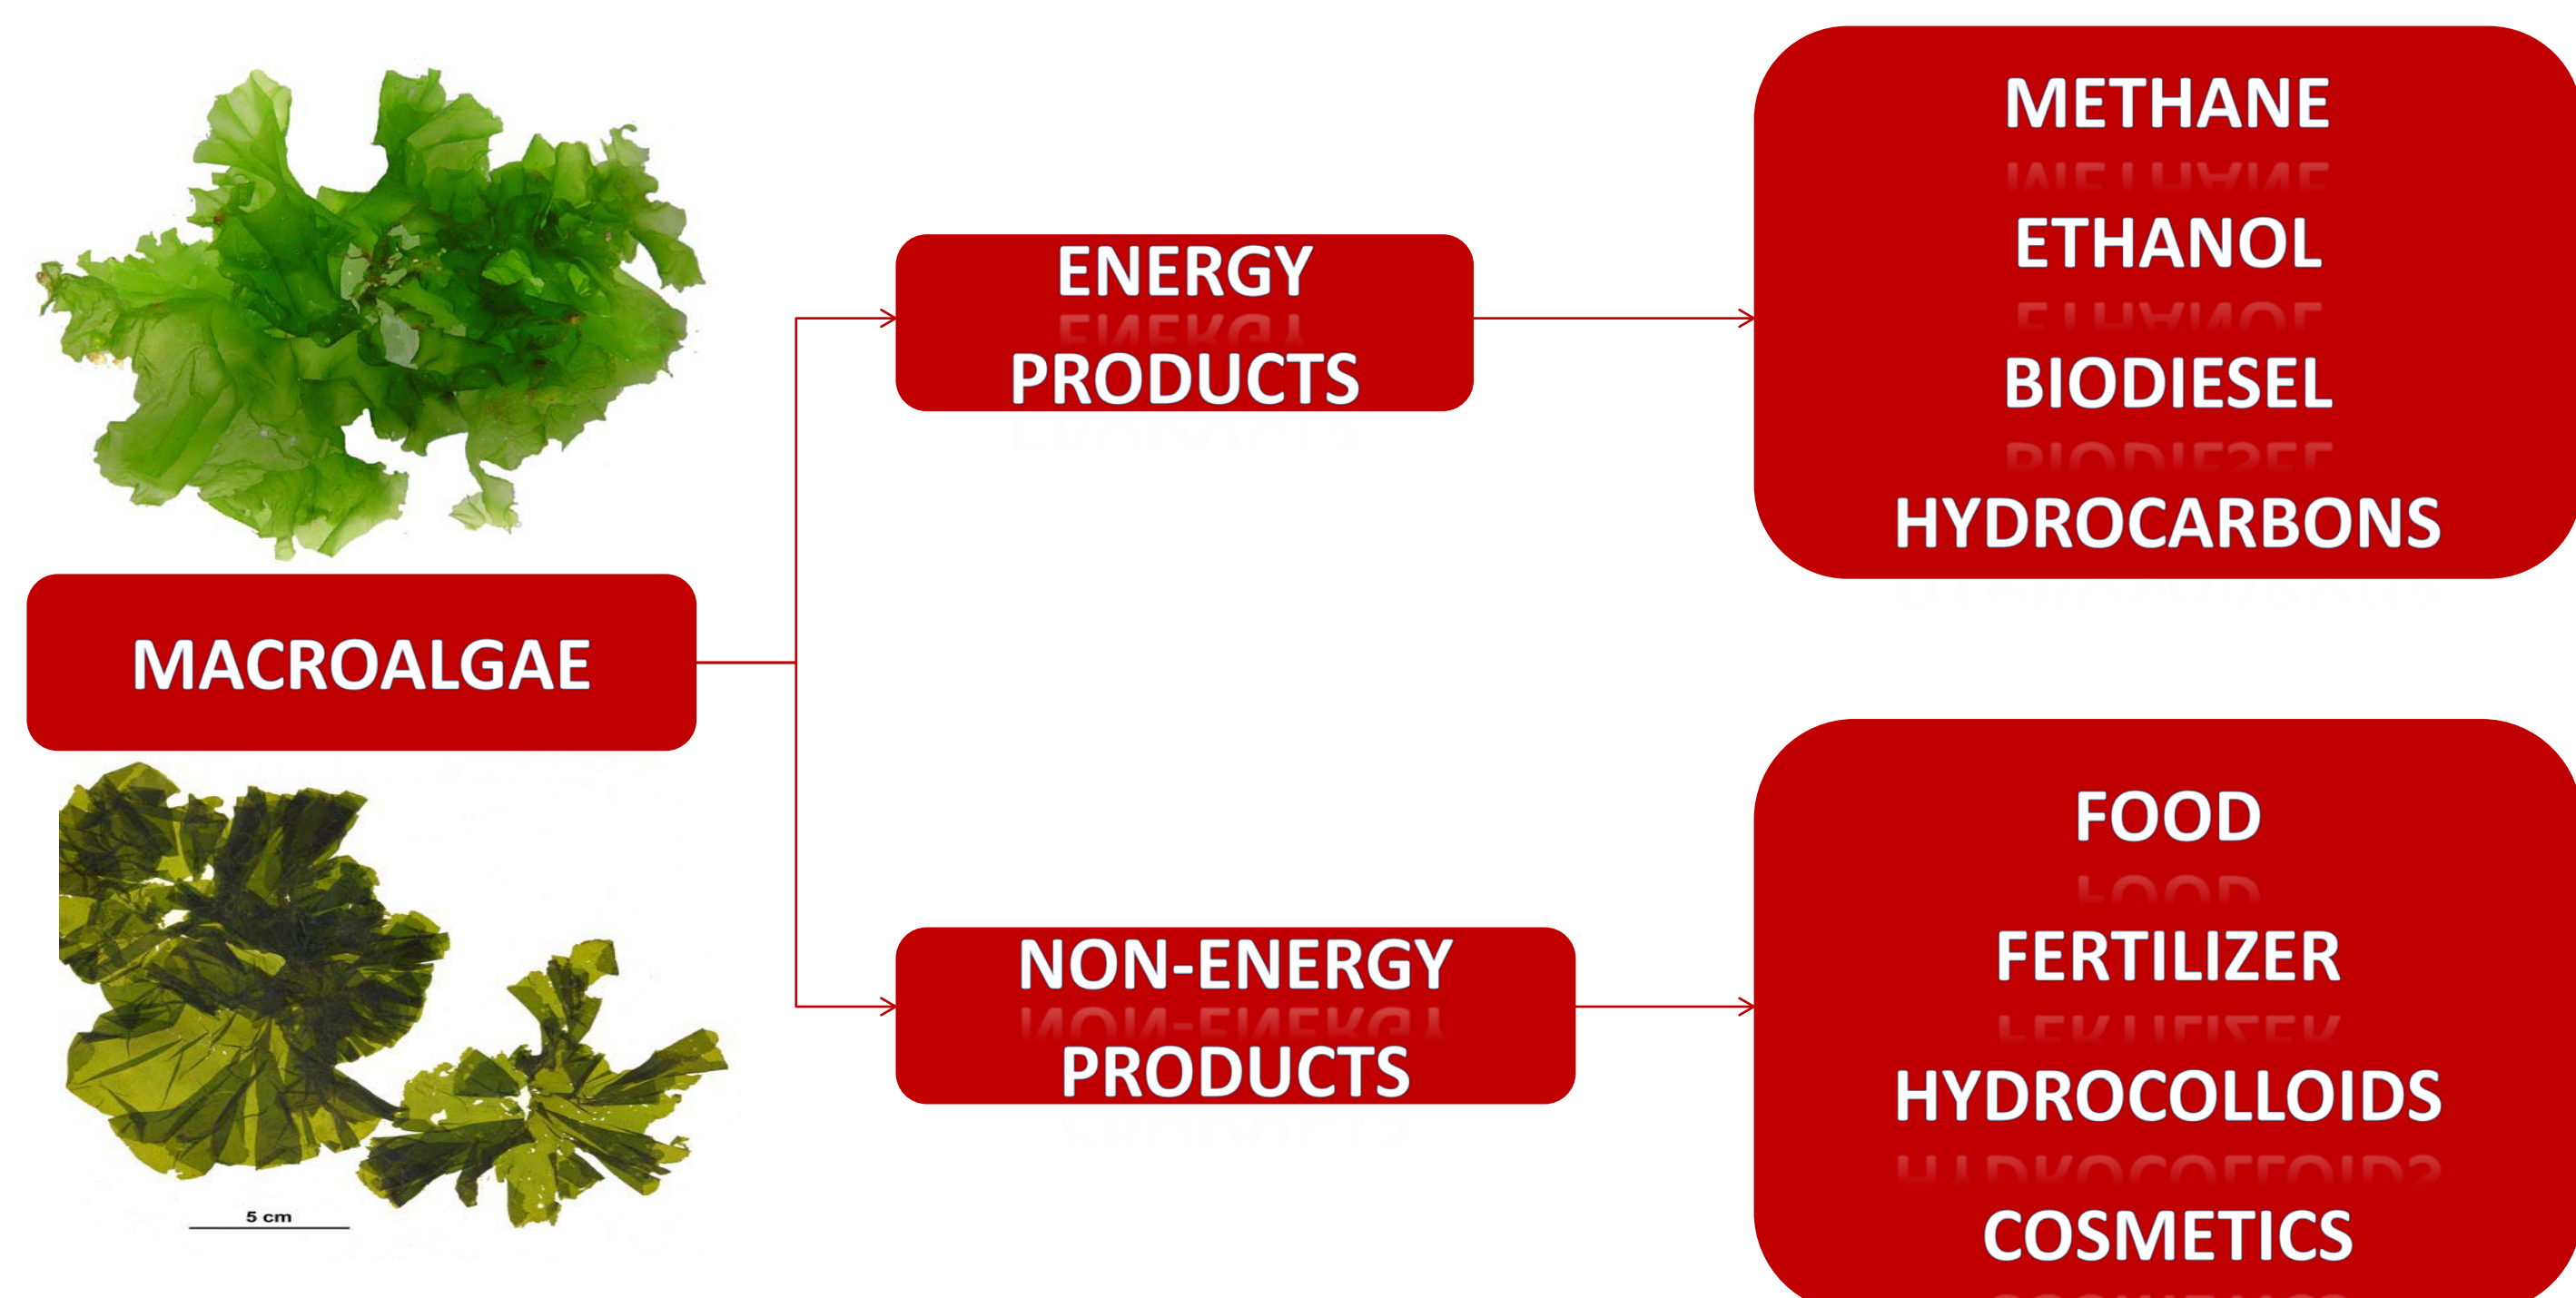 METHANE
ETHANOL
BIODIESEL
HYDROCARBONS
ENERGY
PRODUCTS
MACROALGAE
NON-ENERGY
PRODUCTS
FOOD
FERTILIZER
HYDROCOLLOIDS
COSMETICS
5 cm